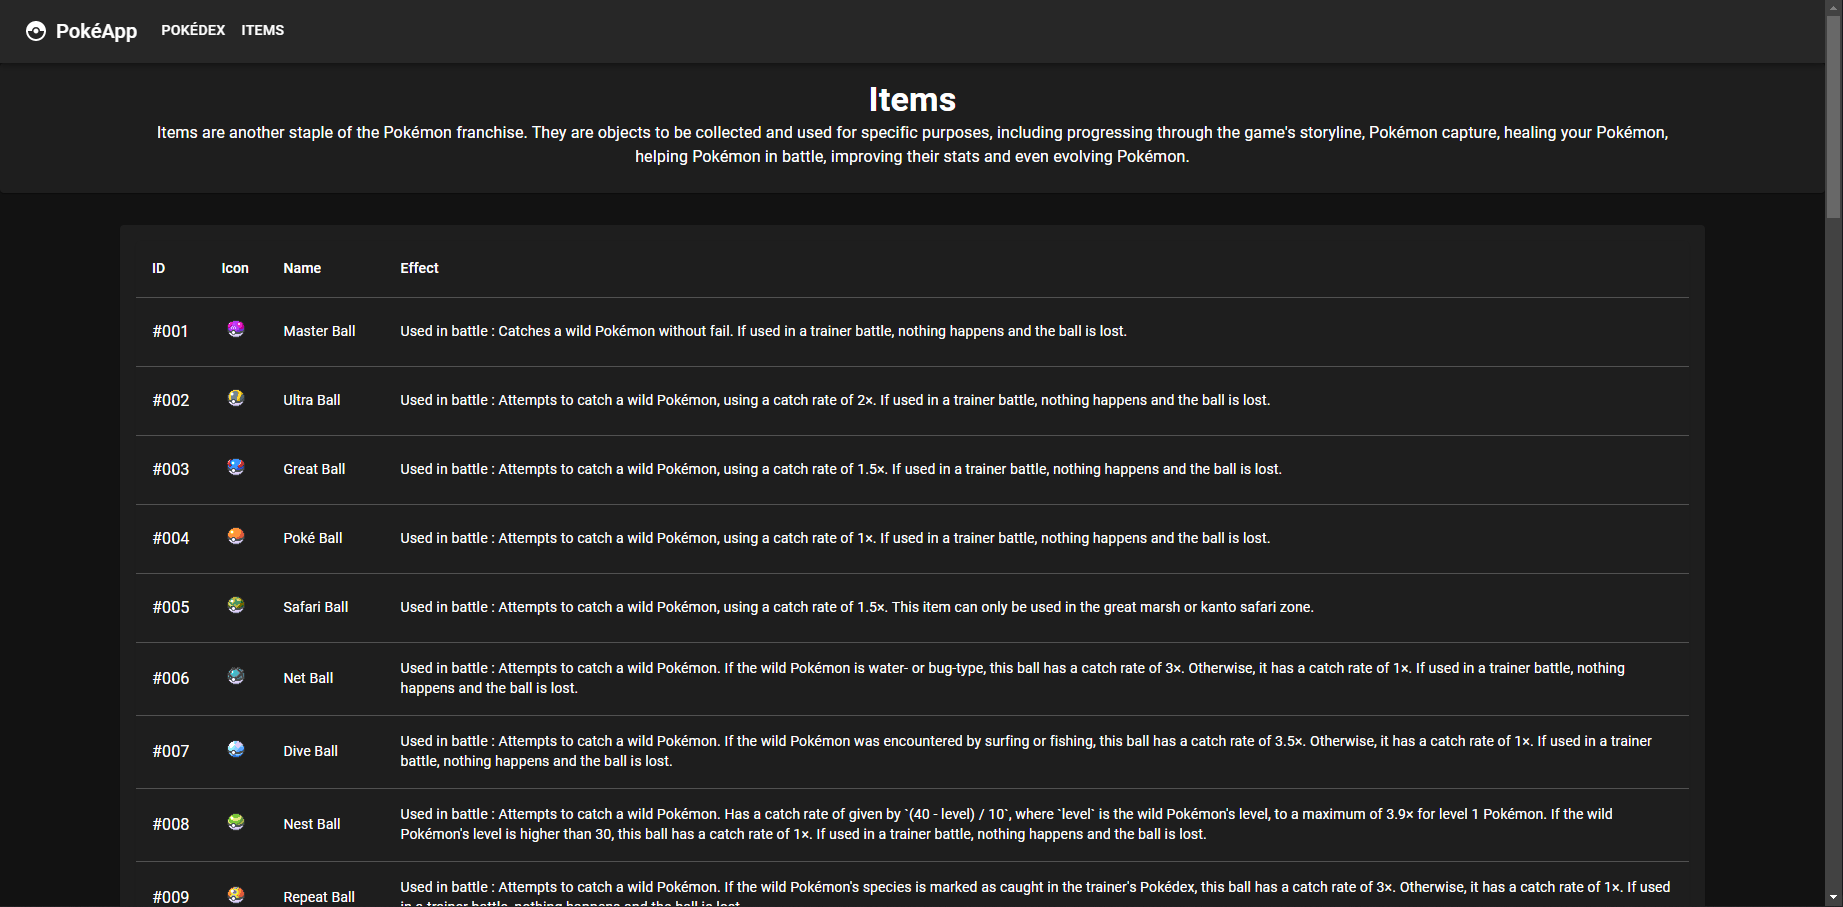 PokéApp POKÉDEX ITEMS
Items
Items are another staple of the Pokémon franchise. They are objects to be collected and used for specific purposes, including progressing through the game's storyline, Pokémon capture, healing your Pokémon,
helping Pokémon in battle, improving their stats and even evolving Pokémon.
ID Icon Name Effect
#001 Master Ball Used in battle : Catches a wild Pokémon without fail. If used in a trainer battle, nothing happens and the ball is lost.
#002 Ultra Ball Used in battle : Attempts to catch a wild Pokémon, using a catch rate of 2×. If used in a trainer battle, nothing happens and the ball is lost.
#003 Great Ball Used in battle : Attempts to catch a wild Pokémon, using a catch rate of 1.5×. If used in a trainer battle, nothing happens and the ball is lost.
#004 Poké Ball Used in battle : Attempts to catch a wild Pokémon, using a catch rate of 1×. If used in a trainer battle, nothing happens and the ball is lost.
#005 Safari Ball Used in battle : Attempts to catch a wild Pokémon, using a catch rate of 1.5×. This item can only be used in the great marsh or kanto safari zone.
#006 Net Ball Used in battle : Attempts to catch a wild Pokémon. If the wild Pokémon is water- or bug-type, this ball has a catch rate of 3×. Otherwise, it has a catch rate of 1×. If used in a trainer battle, nothing
happens and the ball is lost.
#007 Dive Ball Used in battle : Attempts to catch a wild Pokémon. If the wild Pokémon was encountered by surfing or fishing, this ball has a catch rate of 3.5×. Otherwise, it has a catch rate of 1×. If used in a trainer
battle, nothing happens and the ball is lost.
#008 Nest Ball Used in battle : Attempts to catch a wild Pokémon. Has a catch rate of given by `(40 - level) / 10`, where `level` is the wild Pokémon's level, to a maximum of 3.9× for level 1 Pokémon. If the wild
Pokémon's level is higher than 30, this ball has a catch rate of 1×. If used in a trainer battle, nothing happens and the ball is lost.
#009 Repeat Ball Used in battle : Attempts to catch a wild Pokémon. If the wild Pokémon's species is marked as caught in the trainer's Pokédex, this ball has a catch rate of 3×. Otherwise, it has a catch rate of 1×. If used
in a trainer battle, nothing happens and the ball is lost.